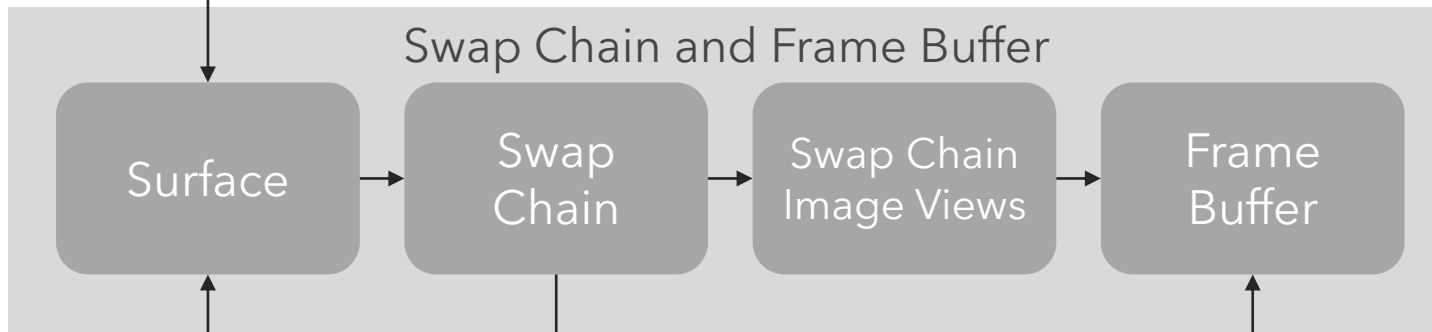 Swap Chain and Frame Buffer
Surface
Swap
Chain
Swap Chain
Image Views
Frame
Buffer